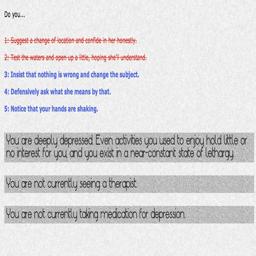 Do you...
1: Suggest a change of location and confide in her honestly.
2: Test the waters and open up a little, hoping she'll understand.
3: Insist that nothing is wrong and change the subject.
4: Defensively ask what she means by that.
5: Notice that your hands are shaking.
You are deeply depressed. Even activities you used to enjoy hold little or
no interest for you, and you exist in a near-constant state of lethargy.
You are not currently seeing a therapist.
You are not currently taking medication for depression.